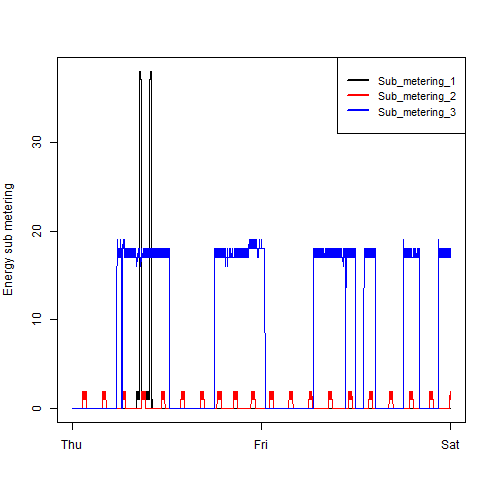 Sub_metering_1
Sub_metering_2
Sub_metering_3
Energy sub metering
30
20
10
0
Thu Fri Sat